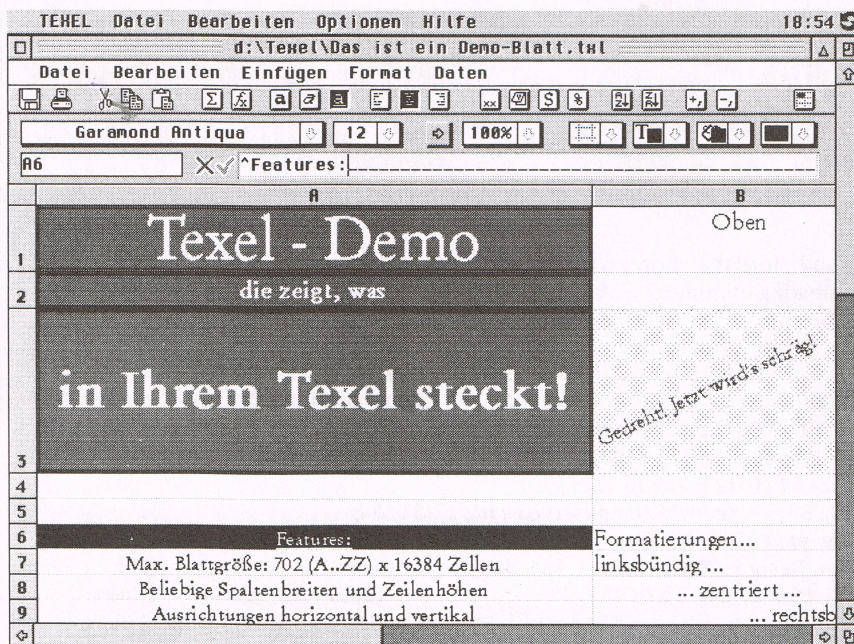 TEXEL Datei Bearbeiten Optionen Hilfe 18:54
d:\Texel\Das ist ein Demo-Blatt.txl
Datei Bearbeiten Einfügen Format Daten
Garamond Antiqua 12 100%
A6 ^Features:
A B
1 Texel - Demo Oben
2 die zeigt, was
3 in Ihrem Texel steckt! Gedreht! Jetzt wird's schräg!
4
5
6 Features: Formatierungen...
7 Max. Blattgröße: 702 (A..ZZ) x 16384 Zellen linksbündig ...
8 Beliebige Spaltenbreiten und Zeilenhöhen ... zentriert ...
9 Ausrichtungen horizontal und vertikal ... rechtsb